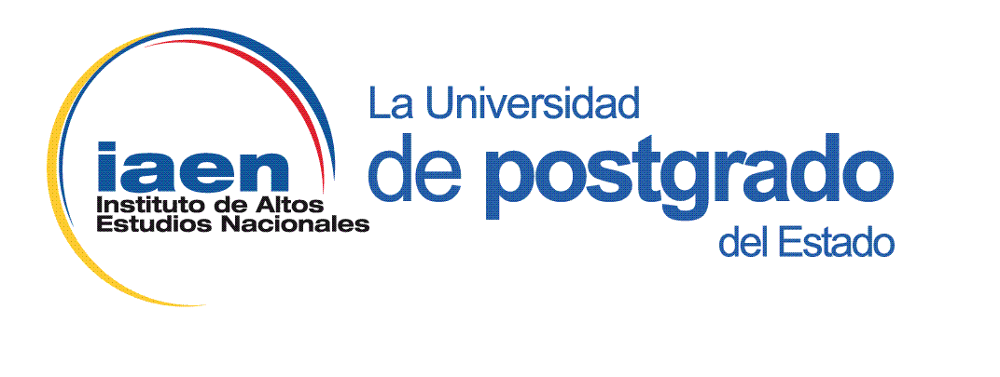 iaen
Instituto de Altos
Estudios Nacionales
La Universidad
de postgrado
del Estado